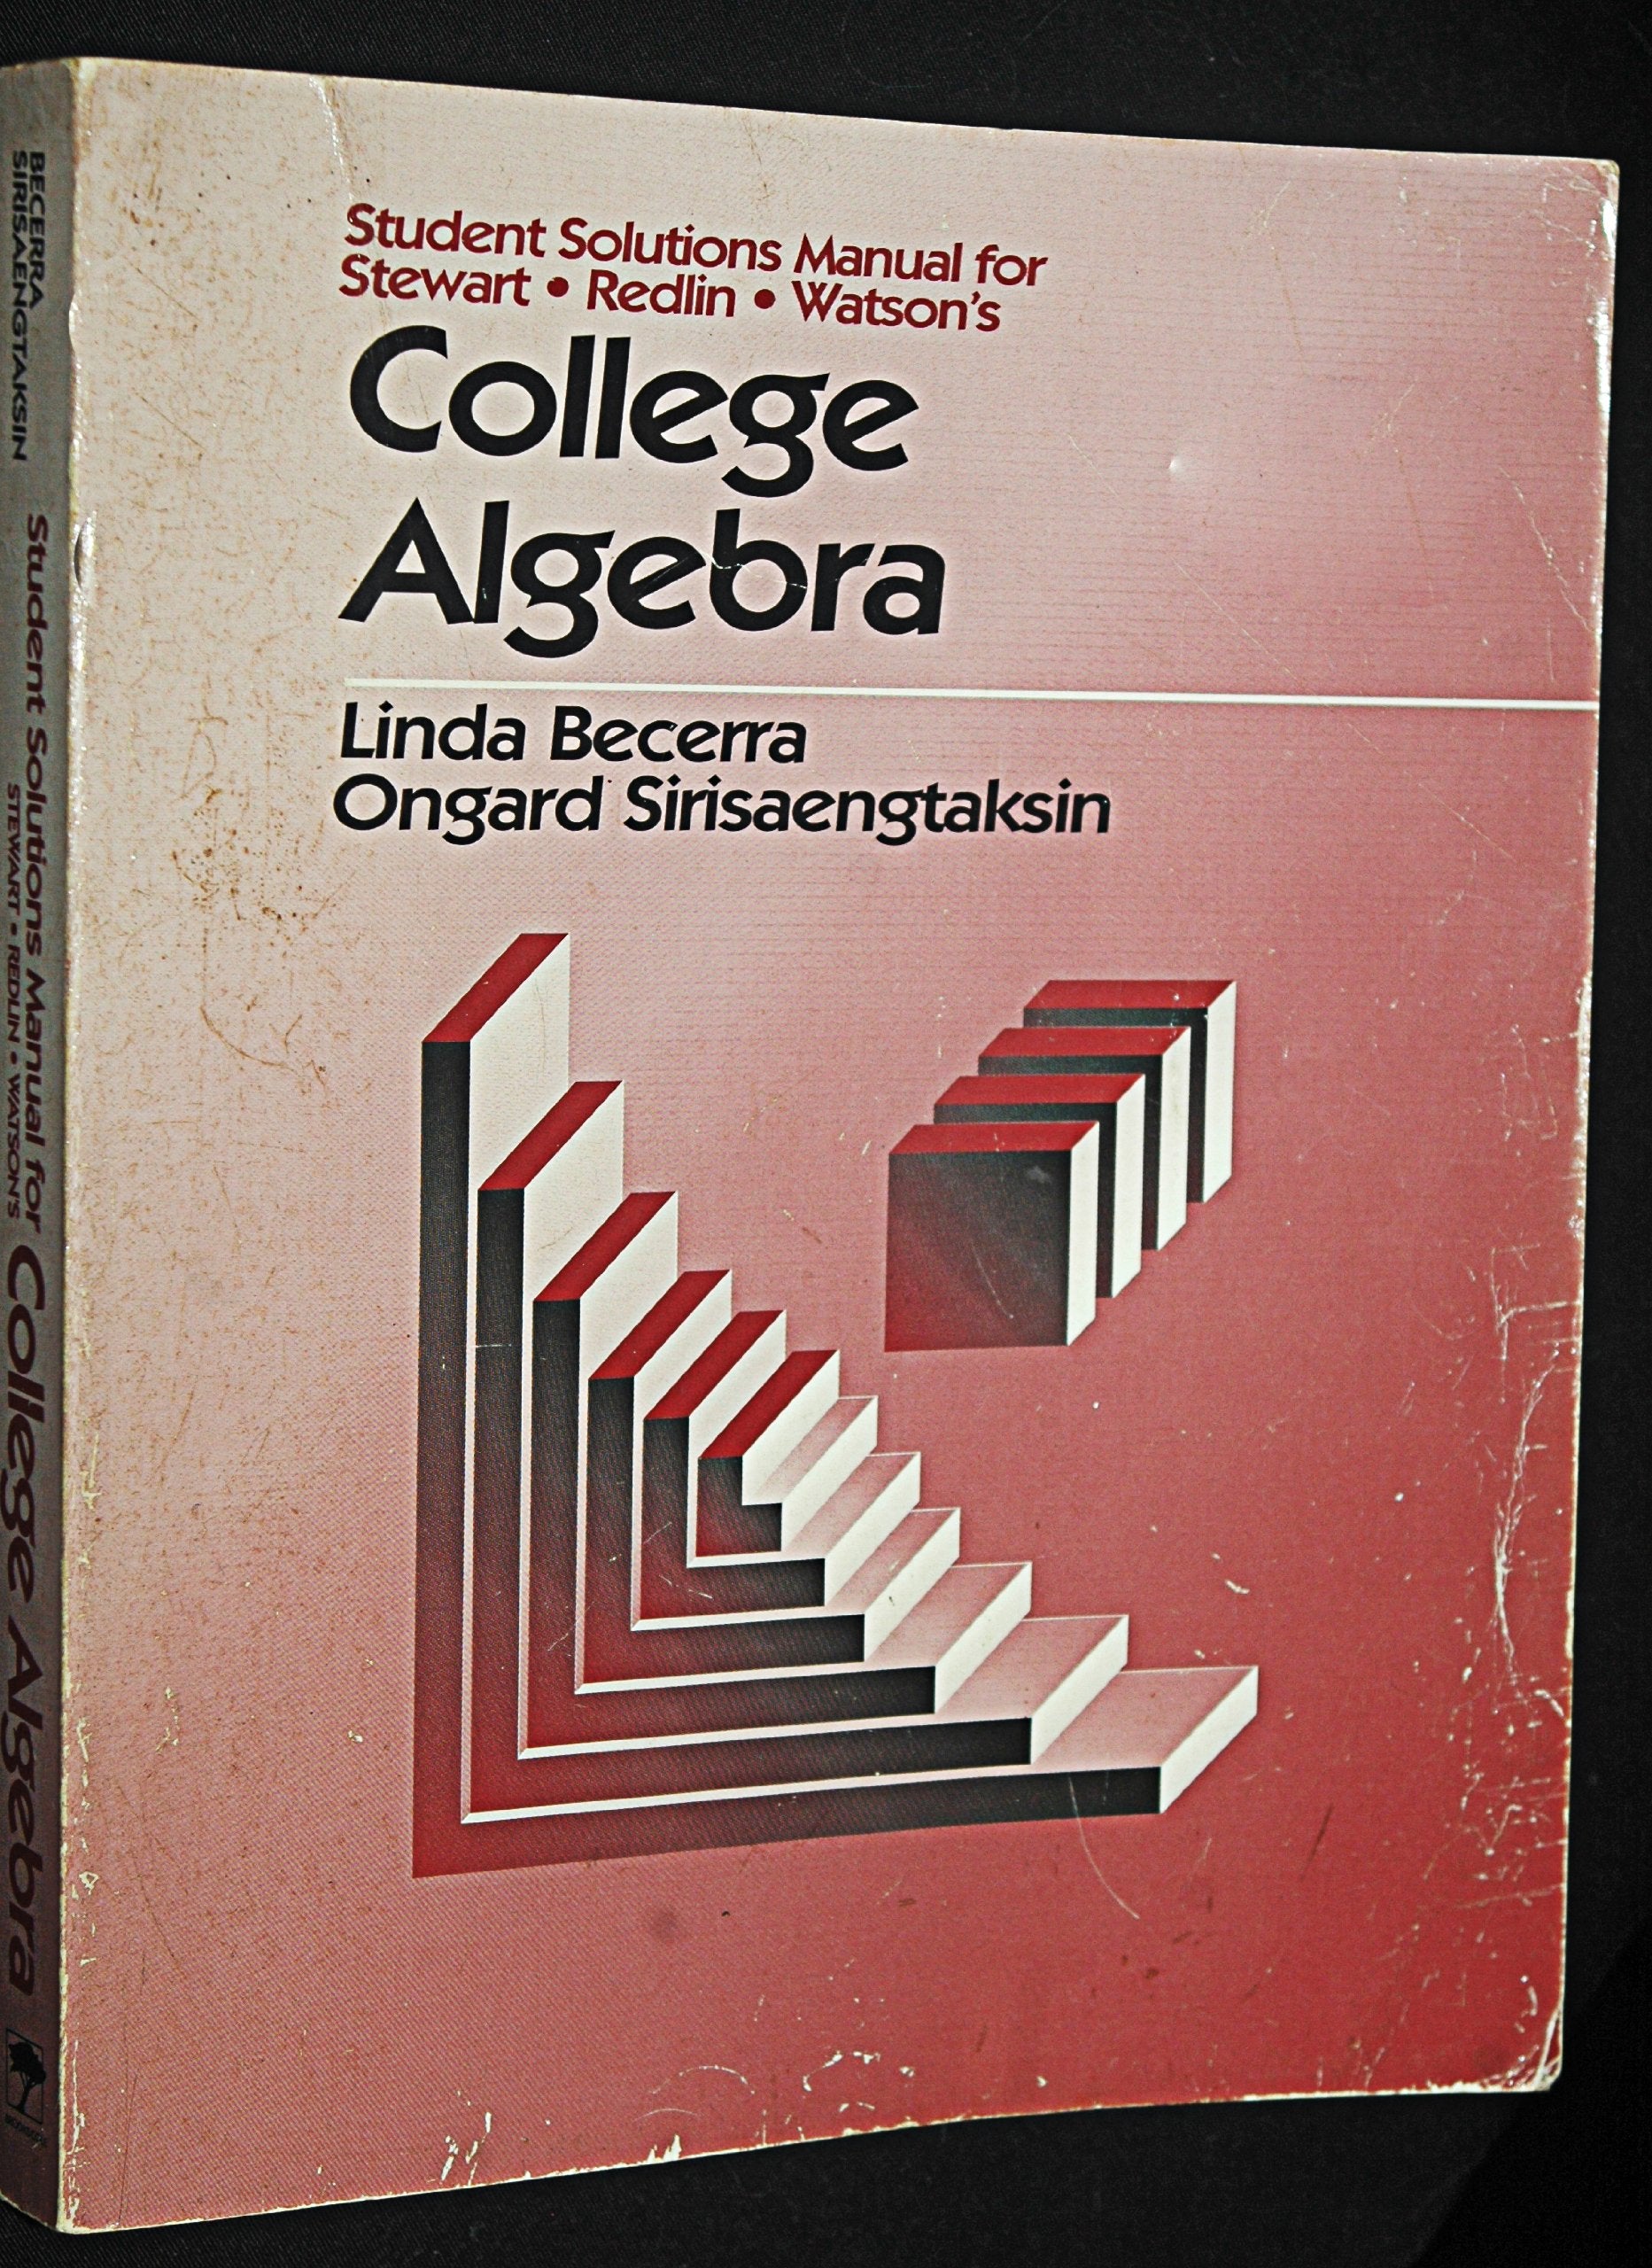 Student Solutions Manual for
Stewart • Redlin • Watson's
College
Algebra
Linda Becerra
Ongard Sirisaengtaksin
BECERRA
SIRISAENGTAKSIN
Student Solutions Manual for College Algebra
STEWART • REDLIN • WATSON'S